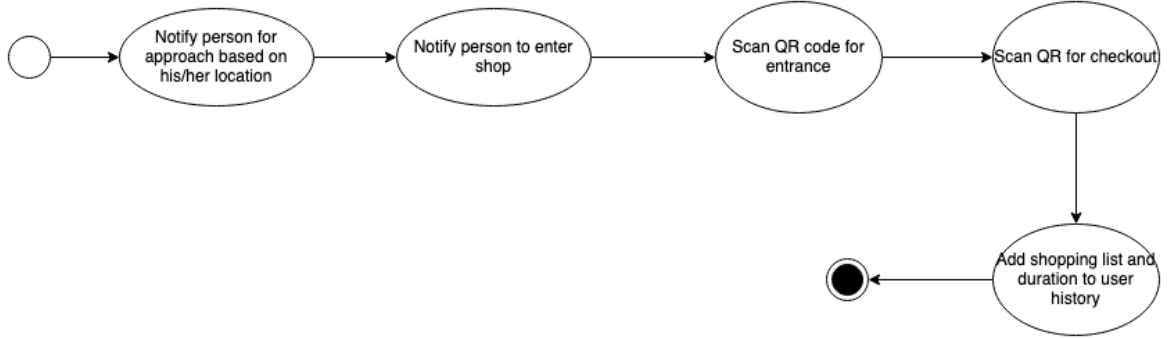 Notify person for
approach based on
his/her location
Notify person to enter
shop
Scan QR code for
entrance
Scan QR for checkout
Add shopping list and
duration to user
history